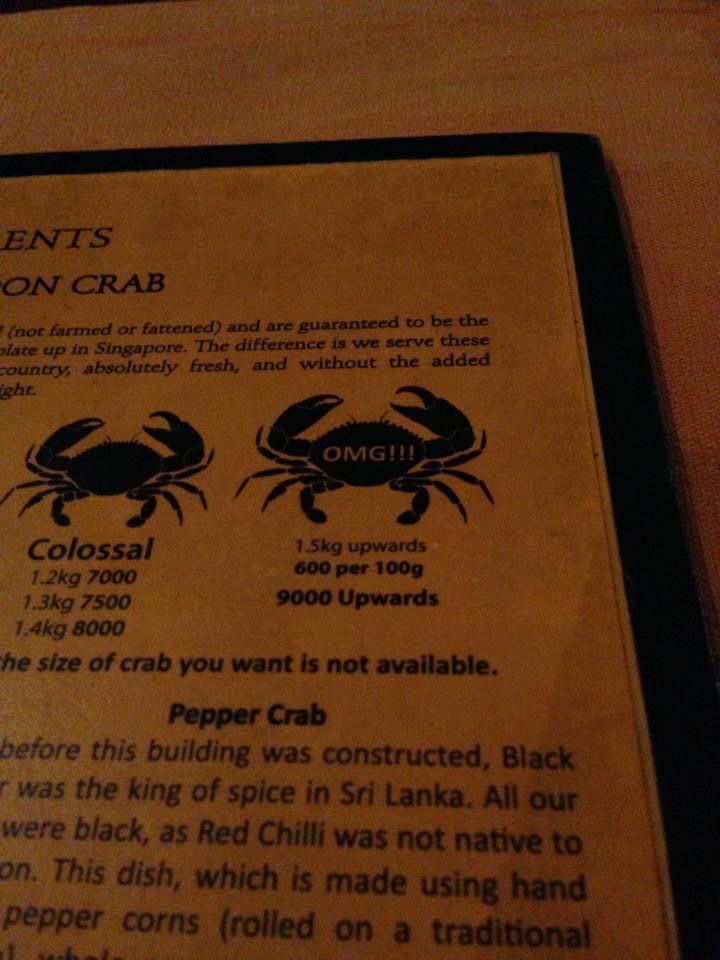 ENTS
ON CRAB
(not farmed or fattened) and are guaranteed to be the
plate up in Singapore. The difference is we serve these
country, absolutely fresh, and without the added
ight.
OMG!!!
Colossal
1.2kg 7000
1.3kg 7500
1.4kg 8000
1.5kg upwards
600 per 100g
9000 Upwards
the size of crab you want is not available.
Pepper Crab
before this building was constructed, Black
r was the king of spice in Sri Lanka. All our
were black, as Red Chilli was not native to
on. This dish, which is made using hand
pepper corns (rolled on a traditional